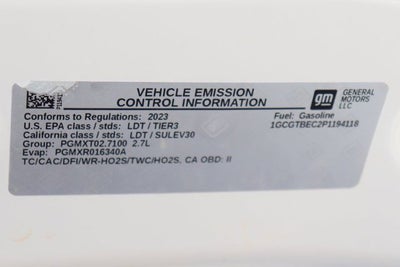 VEHICLE EMISSION
CONTROL INFORMATION
gm
GENERAL
MOTORS
LLC
Conforms to Regulations: 2023
Fuel: Gasoline
U.S. EPA class / stds: LDT / TIER3
1GCGTBEC2P1194118
California class / stds: LDT / SULEV30
Group: PGMXT02.7100 2.7L
Evap: PGMXR016340A
TC/CAC/DFI/WR-HO2S/TWC/HO2S, CA OBD: II